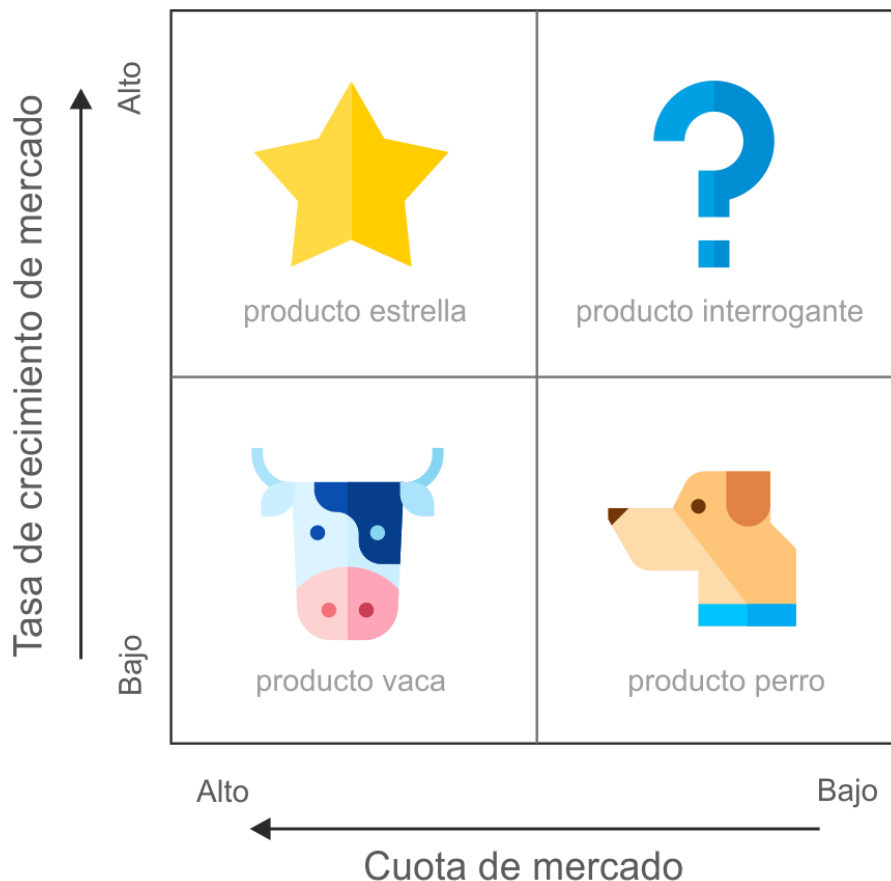 Tasa de crecimiento de mercado
Alto
Bajo
producto estrella
producto interrogante
producto vaca
producto perro
Alto
Bajo
Cuota de mercado